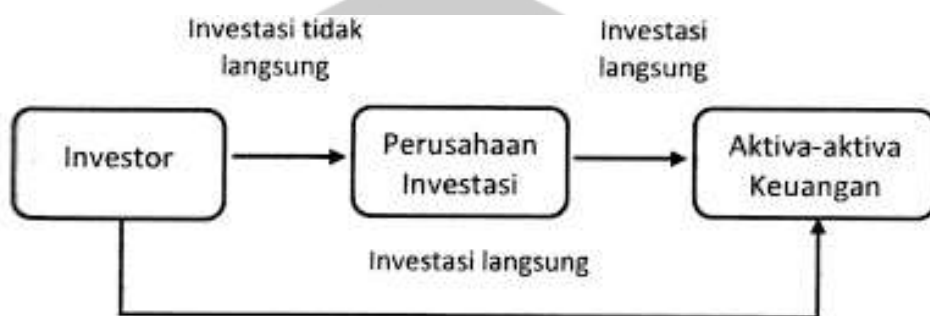 Investasi tidak
langsung
Investasi
langsung
Investor
Perusahaan
Investasi
Aktiva-aktiva
Keuangan
Investasi langsung